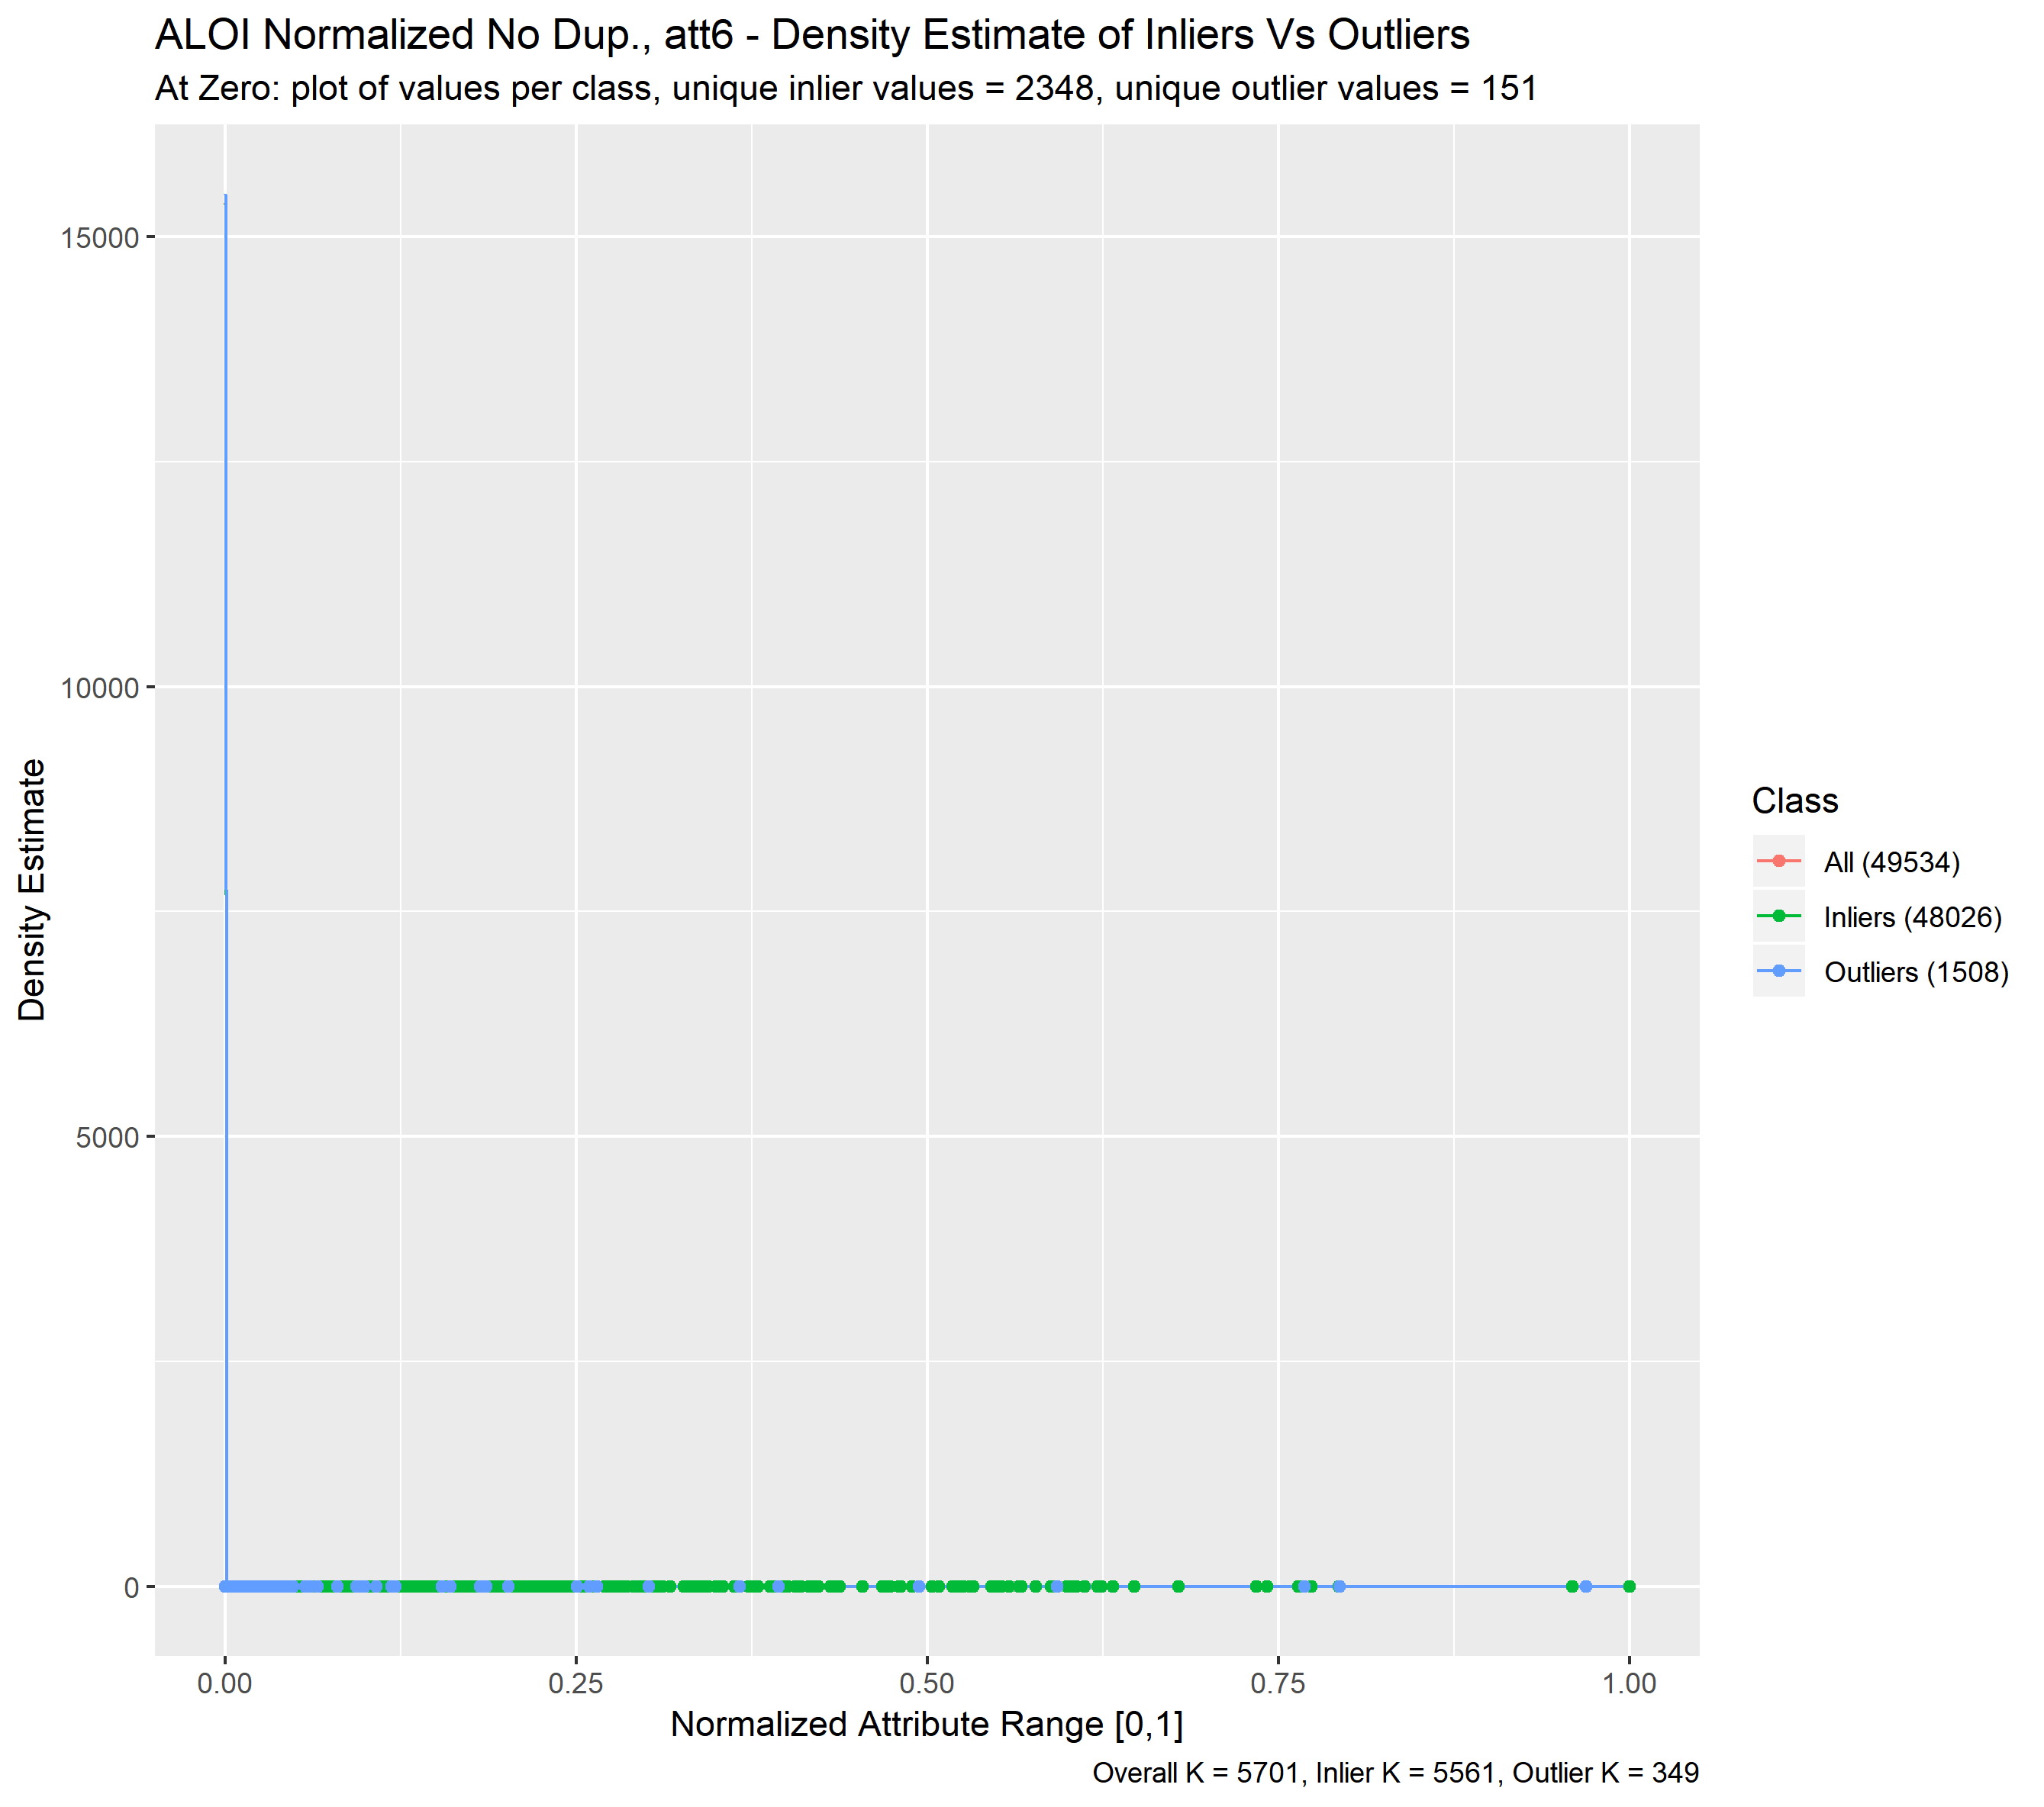 ALOI Normalized No Dup., att6 - Density Estimate of Inliers Vs Outliers
At Zero: plot of values per class, unique inlier values = 2348, unique outlier values = 151
15000
10000
5000
0
Density Estimate
0.00 0.25 0.50 0.75 1.00
Normalized Attribute Range [0,1]
Overall K = 5701, Inlier K = 5561, Outlier K = 349
Class
All (49534)
Inliers (48026)
Outliers (1508)